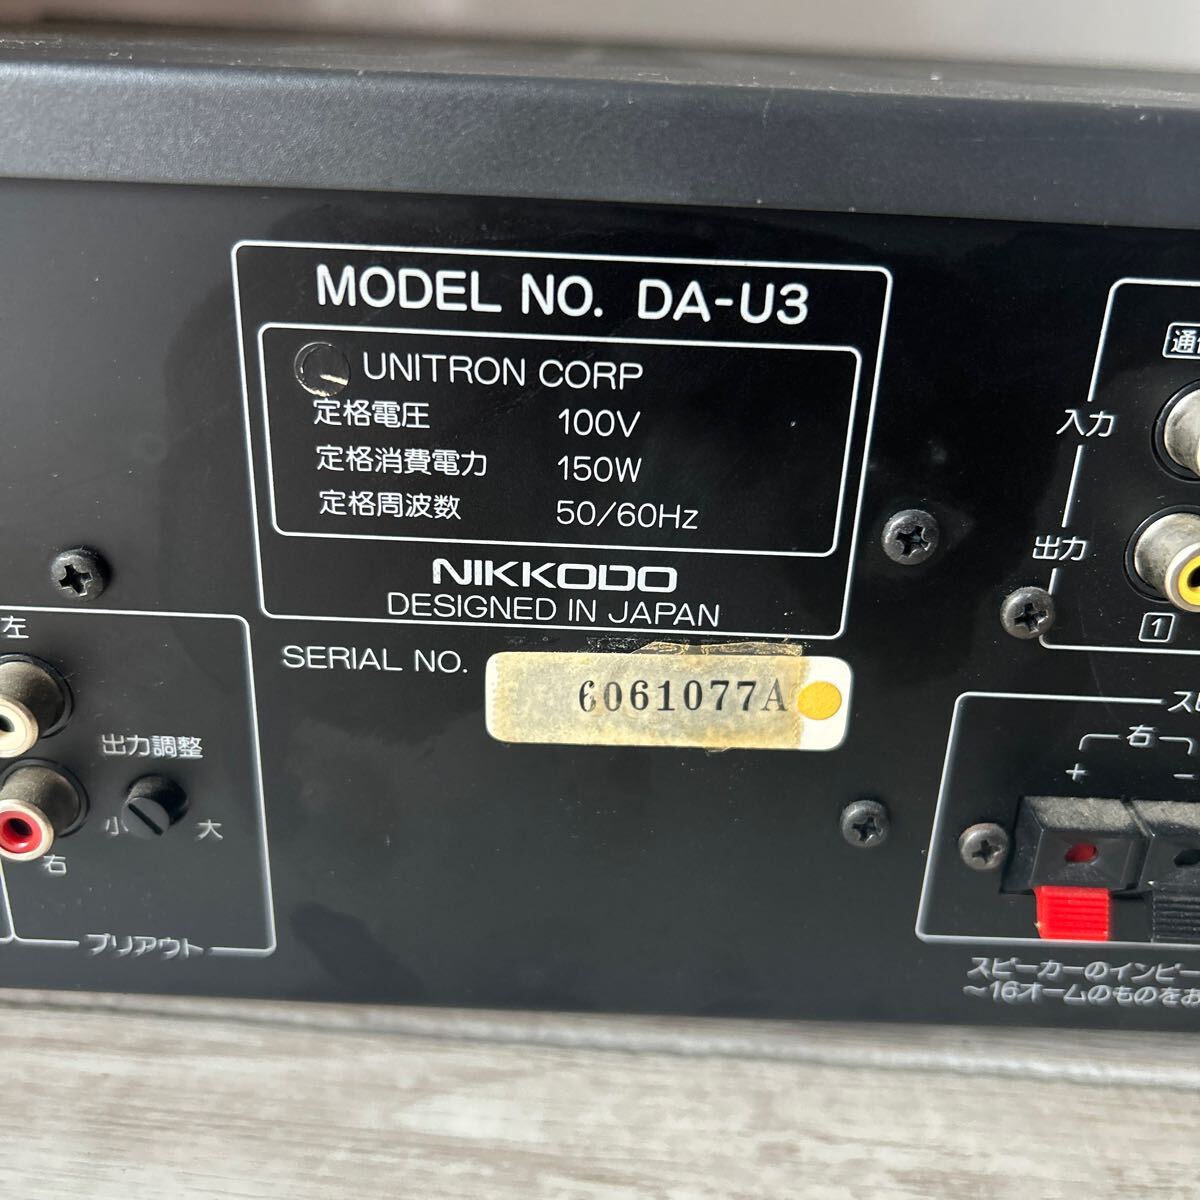 MODEL NO. DA-U3
UNITRON CORP
定格電圧 100V
定格消費電力 150W
定格周波数 50/60Hz
NIKKODO
DESIGNED IN JAPAN
SERIAL NO. 6061077A
左
出力調整
小 大
右
プリアウト
入力
出力
1
右
+ −
スピーカーのインピー
〜16オームのものをお